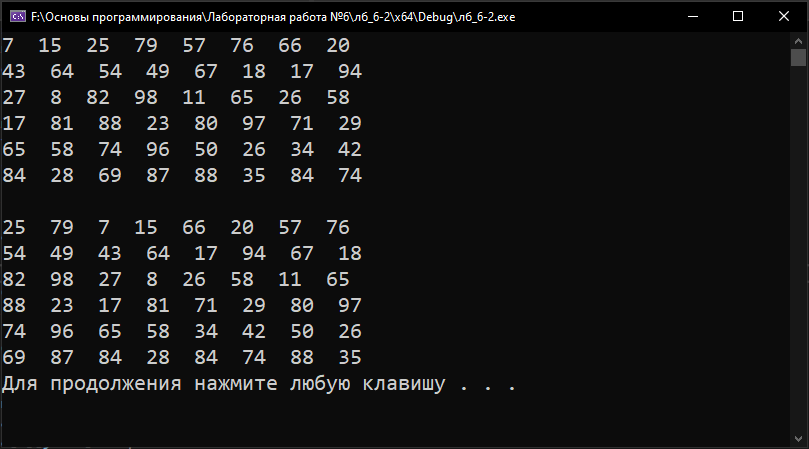 F:\Основы программирования\Лабораторная работа №6\лб_6-2\x64\Debug\лб_6-2.exe
7 15 25 79 57 76 66 20
43 64 54 49 67 18 17 94
27 8 82 98 11 65 26 58
17 81 88 23 80 97 71 29
65 58 74 96 50 26 34 42
84 28 69 87 88 35 84 74
25 79 7 15 66 20 57 76
54 49 43 64 17 94 67 18
82 98 27 8 26 58 11 65
88 23 17 81 71 29 80 97
74 96 65 58 34 42 50 26
69 87 84 28 84 74 88 35
Для продолжения нажмите любую клавишу . . .